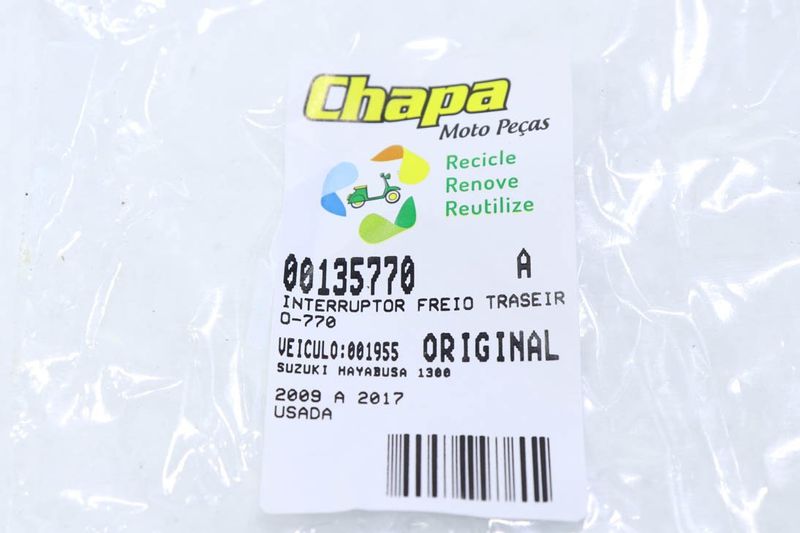 Chapa
Moto Peças
Recicle
Renove
Reutilize
00135770 A
INTERRUPTOR FREIO TRASEIR
O-770
VEICULO:001955 ORIGINAL
SUZUKI HAYABUSA 1300
2009 A 2017
USADA